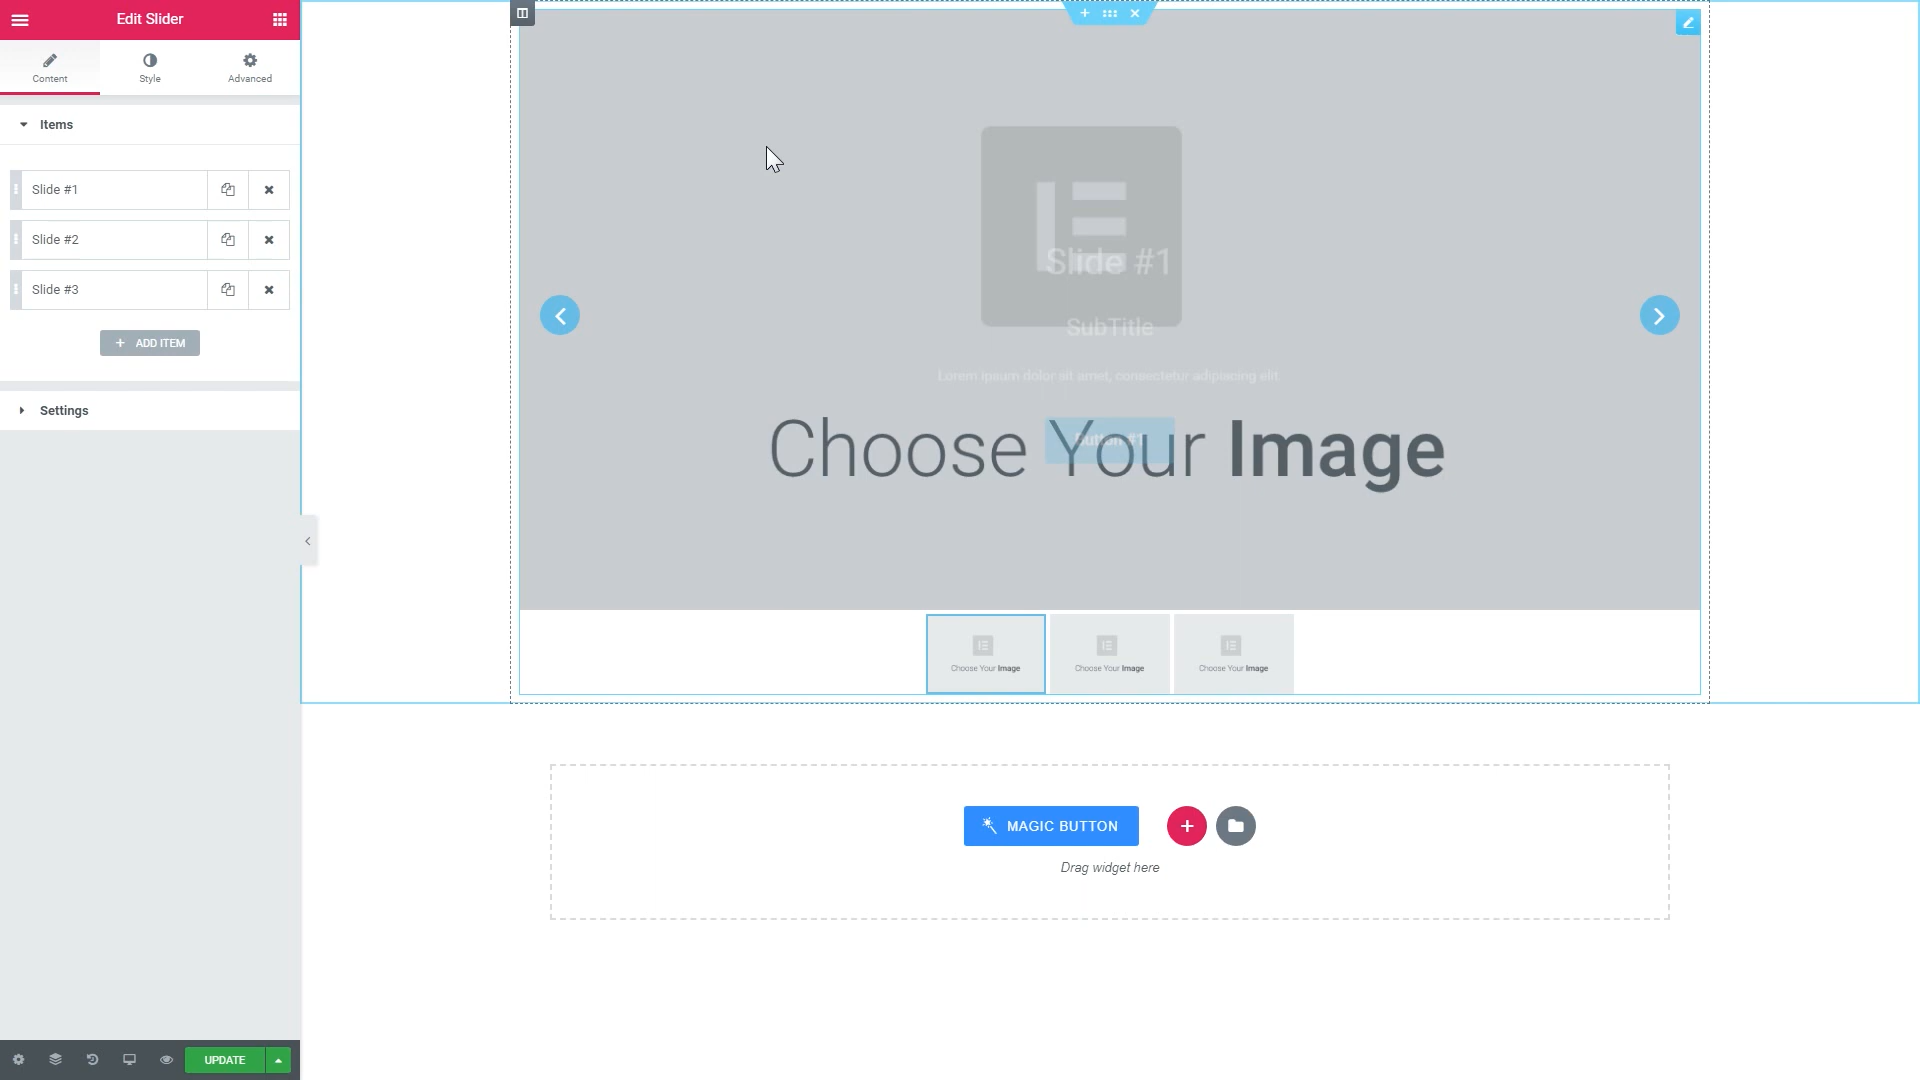 Edit Slider
Content
Style
Advanced
Items
Slide #1
Slide #2
Slide #3
ADD ITEM
Settings
UPDATE
Slide #1
SubTitle
Lorem ipsum dolor sit amet, consectetur adipiscing elit
Button #1
Choose Your Image
Choose Your Image
Choose Your Image
Choose Your Image
MAGIC BUTTON
Drag widget here